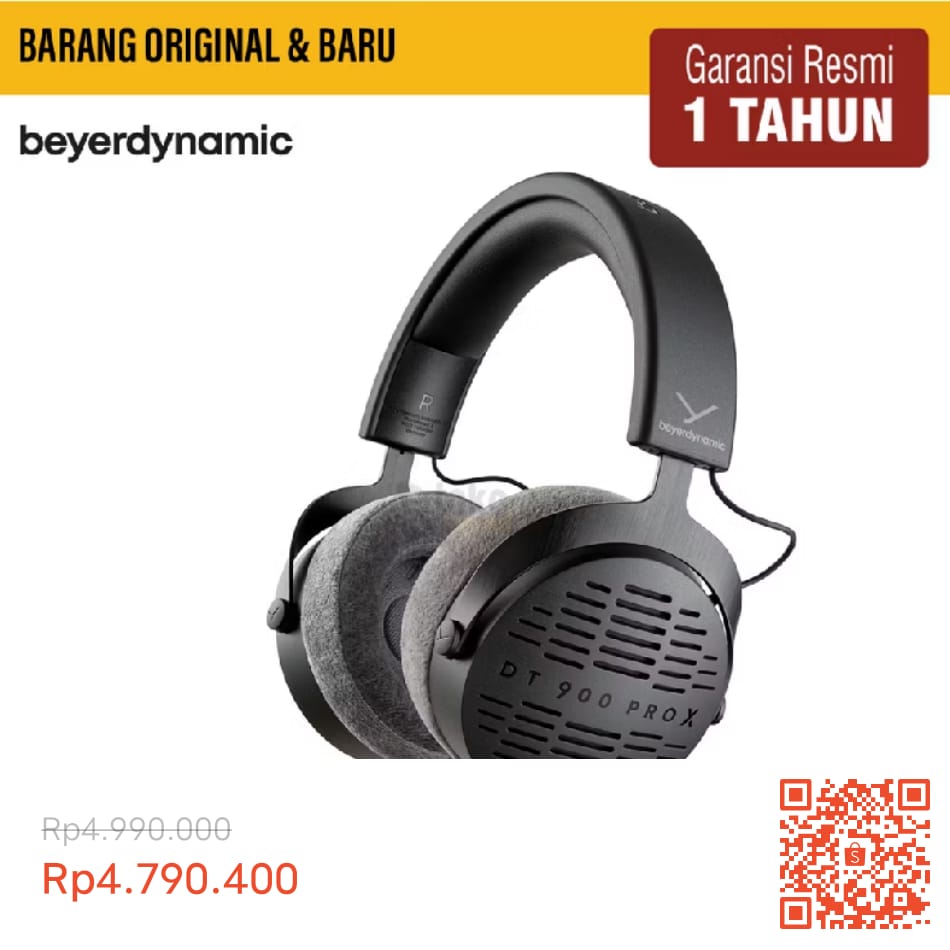 BARANG ORIGINAL & BARU
Garansi Resmi
1 TAHUN
beyerdynamic
R
beyerdynamic
DT 900 PRO X
Rp4.990.000
Rp4.790.400